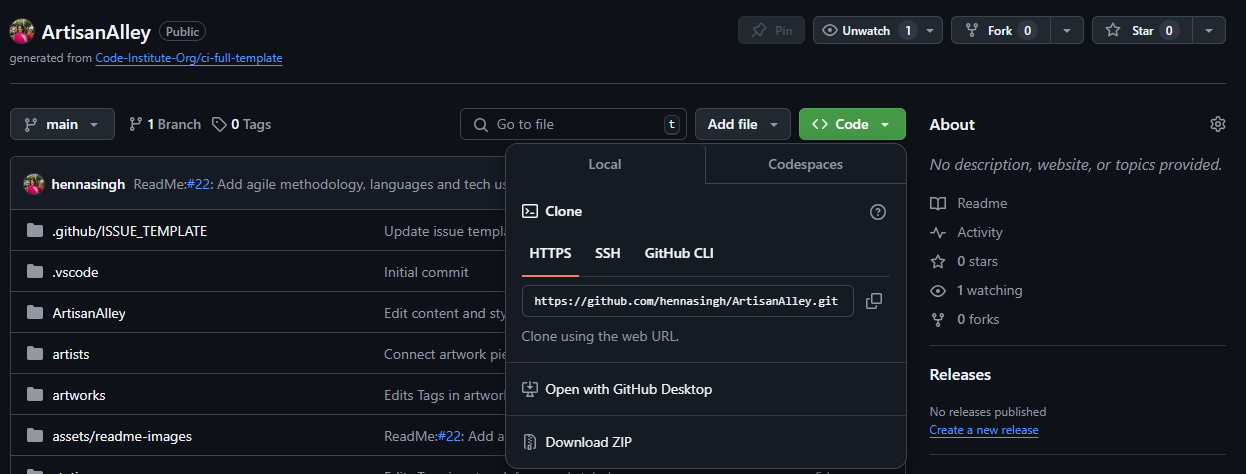 ArtisanAlley Public Pin Unwatch 1 Fork 0 Star 0
generated from Code-Institute-Org/ci-full-template
main 1 Branch 0 Tags Go to file t Add file Code
hennasingh ReadMe:#22: Add agile methodology, languages and tech us
.github/ISSUE_TEMPLATE Update issue templa
.vscode Initial commit
ArtisanAlley Edit content and sty
artists Connect artwork pie
artworks Edits Tags in artwor
assets/readme-images ReadMe:#22: Add a
Local Codespaces
Clone
HTTPS SSH GitHub CLI
https://github.com/hennasingh/ArtisanAlley.git
Clone using the web URL.
Open with GitHub Desktop
Download ZIP
About
No description, website, or topics provided.
Readme
Activity
0 stars
1 watching
0 forks
Releases
No releases published
Create a new release